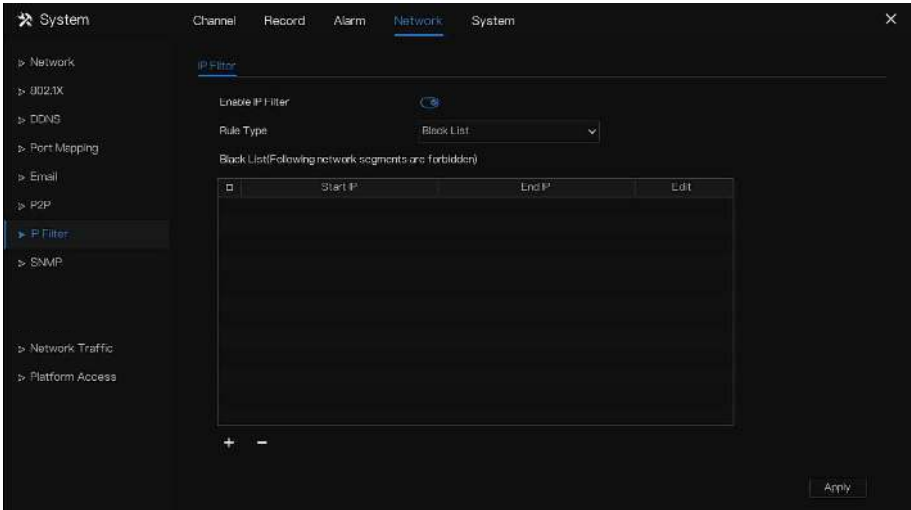 System
Channel Record Alarm Network System
Network
802.1X
DDNS
Port Mapping
Email
P2P
IP Filter
SNMP
Network Traffic
Platform Access
IP Filter
Enable IP Filter
Rule Type Block List
Black List(Following network segments are forbidden)
Start IP End IP Edit
Apply